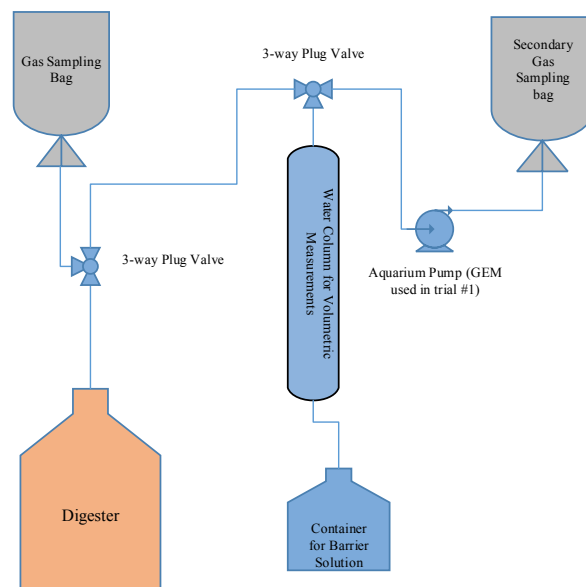 Gas Sampling
Bag
3-way Plug Valve
Secondary
Gas
Sampling
bag
3-way Plug Valve
Water Column for Volumetric
Measurements
Aquarium Pump (GEM
used in trial #1)
Digester
Container
for Barrier
Solution